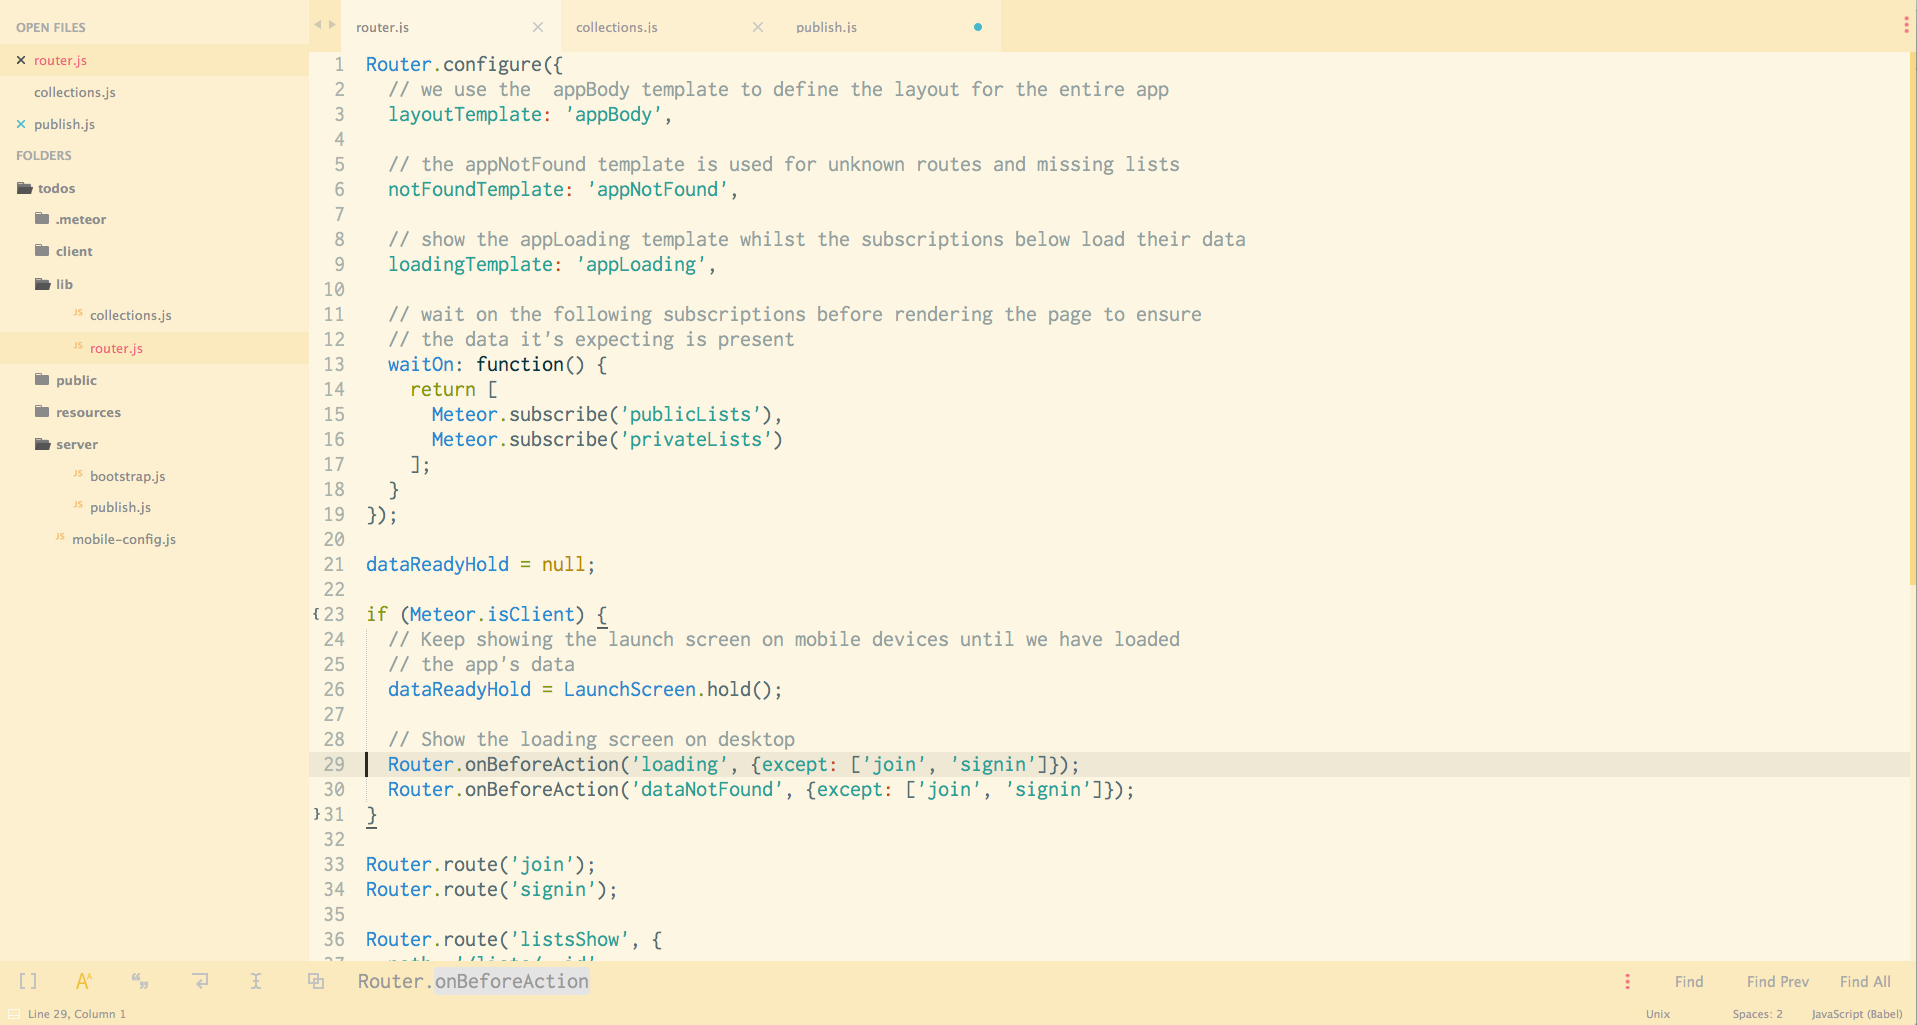 OPEN FILES
router.js
collections.js
publish.js
FOLDERS
todos
.meteor
client
lib
JS collections.js
JS router.js
public
resources
server
JS bootstrap.js
JS publish.js
JS mobile-config.js
router.js collections.js publish.js
1 Router.configure({
2 // we use the  appBody template to define the layout for the entire app
3 layoutTemplate: 'appBody',
4
5 // the appNotFound template is used for unknown routes and missing lists
6 notFoundTemplate: 'appNotFound',
7
8 // show the appLoading template whilst the subscriptions below load their data
9 loadingTemplate: 'appLoading',
10
11 // wait on the following subscriptions before rendering the page to ensure
12 // the data it's expecting is present
13 waitOn: function() {
14 return [
15 Meteor.subscribe('publicLists'),
16 Meteor.subscribe('privateLists')
17 ];
18 }
19 });
20
21 dataReadyHold = null;
22
{ 23 if (Meteor.isClient) {
24 // Keep showing the launch screen on mobile devices until we have loaded
25 // the app's data
26 dataReadyHold = LaunchScreen.hold();
27
28 // Show the loading screen on desktop
29 Router.onBeforeAction('loading', {except: ['join', 'signin']});
30 Router.onBeforeAction('dataNotFound', {except: ['join', 'signin']});
} 31 }
32
33 Router.route('join');
34 Router.route('signin');
35
36 Router.route('listsShow', {
Router.onBeforeAction
Find Find Prev Find All
Line 29, Column 1
Unix Spaces: 2 JavaScript (Babel)